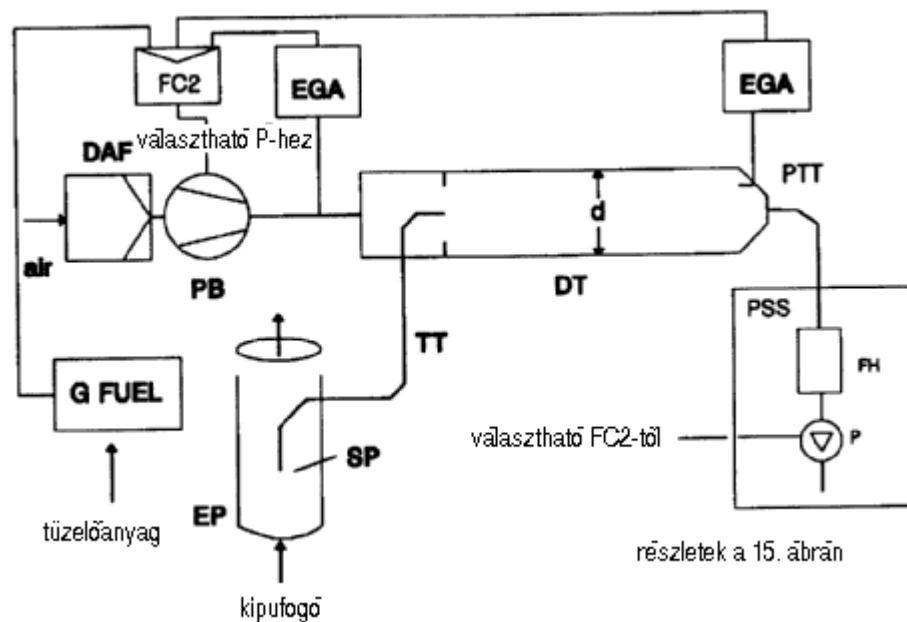 FC2
EGA
EGA
választható P-hez
DAF
PTT
d
air
PB
DT
PSS
TT
FH
G FUEL
P
választható FC2-től
SP
EP
tüzelőanyag
részletek a 15. ábrán
kipufogó